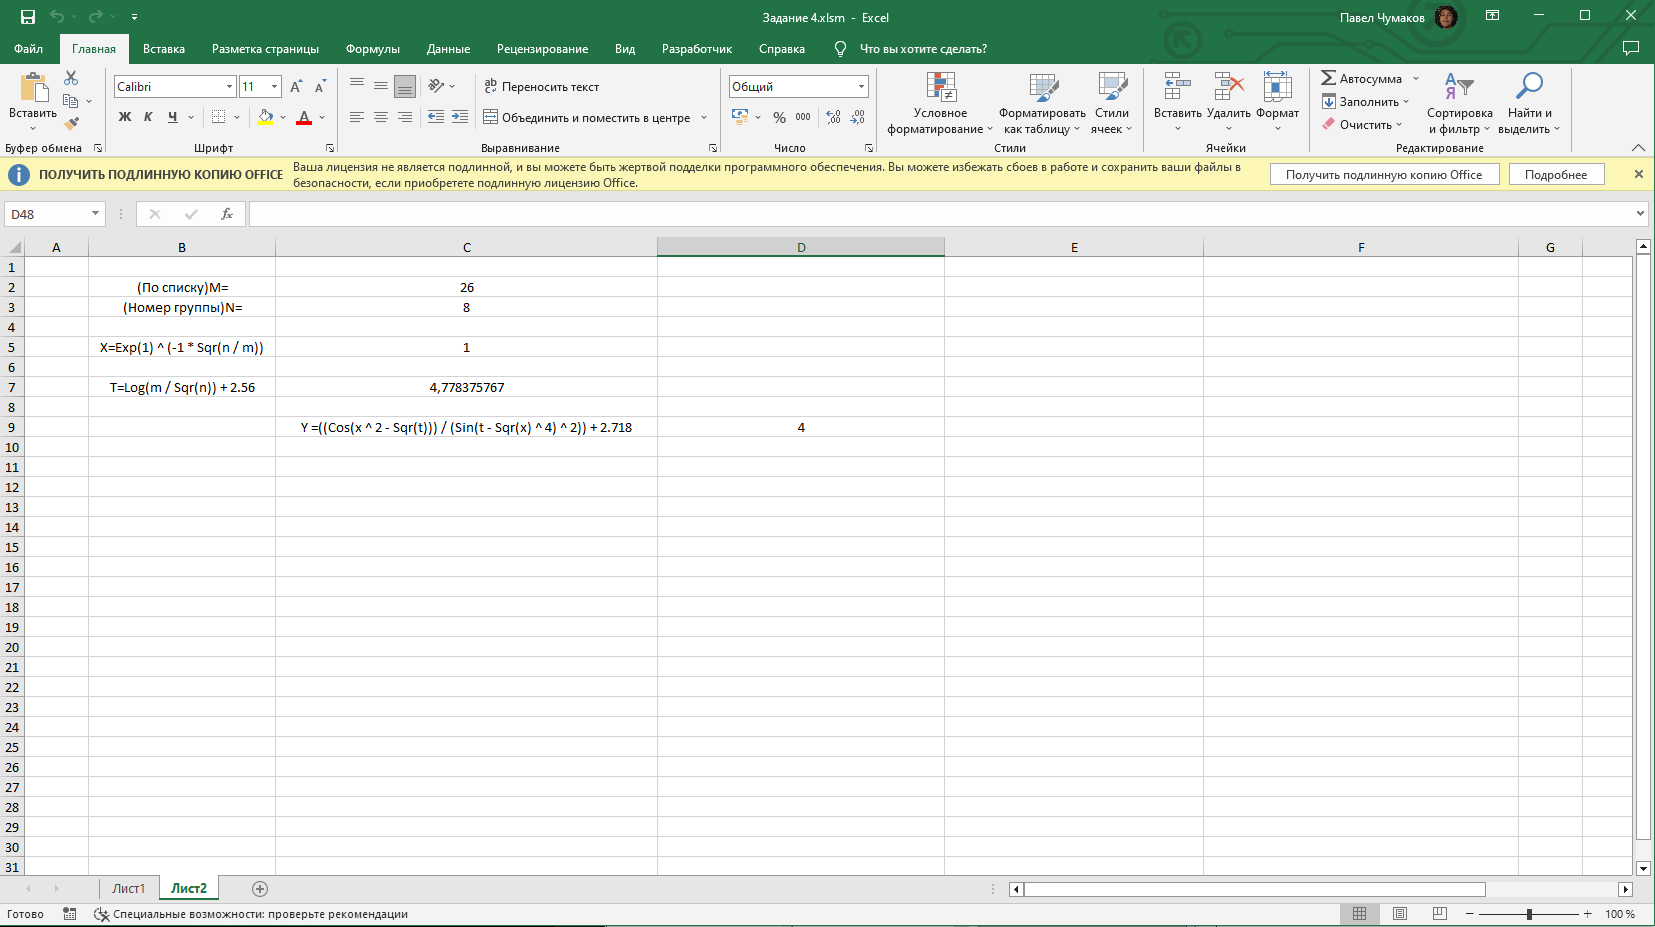 Задание 4.xlsm - Excel
Павел Чумаков
Файл Главная Вставка Разметка страницы Формулы Данные Рецензирование Вид Разработчик Справка Что вы хотите сделать?
Вставить
Буфер обмена
Calibri 11
Ж К Ч
Шрифт
Переносить текст
Объединить и поместить в центре
Выравнивание
Общий
% 000
Число
Условное форматирование
Форматировать как таблицу
Стили ячеек
Стили
Вставить Удалить Формат
Ячейки
Автосумма
Заполнить
Очистить
Сортировка и фильтр
Найти и выделить
Редактирование
ПОЛУЧИТЬ ПОДЛИННУЮ КОПИЮ OFFICE
Ваша лицензия не является подлинной, и вы можете быть жертвой подделки программного обеспечения. Вы можете избежать сбоев в работе и сохранить ваши файлы в
безопасности, если приобретете подлинную лицензию Office.
Получить подлинную копию Office
Подробнее
D48
fx
A B C D E F G
1
2 (По списку)M= 26
3 (Номер группы)N= 8
4
5 X=Exp(1) ^ (-1 * Sqr(n / m)) 1
6
7 T=Log(m / Sqr(n)) + 2.56 4,778375767
8
9 Y =((Cos(x ^ 2 - Sqr(t))) / (Sin(t - Sqr(x) ^ 4) ^ 2)) + 2.718 4
10
11
12
13
14
15
16
17
18
19
20
21
22
23
24
25
26
27
28
29
30
31
Лист1 Лист2
Готово
Специальные возможности: проверьте рекомендации
100 %